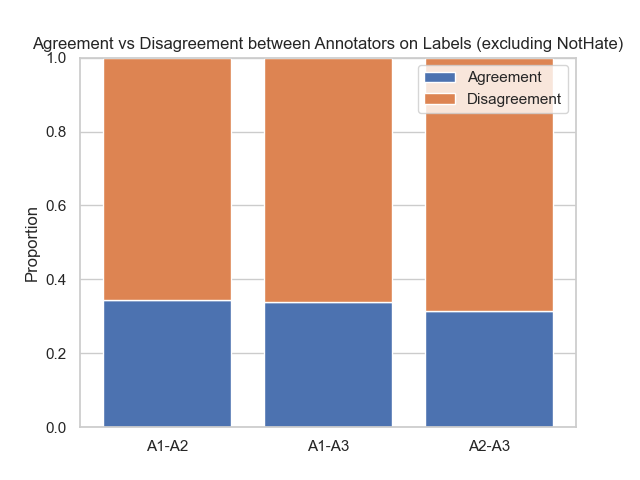 Agreement vs Disagreement between Annotators on Labels (excluding NotHate)
Agreement
Disagreement
Proportion
1.0
0.8
0.6
0.4
0.2
0.0
A1-A2
A1-A3
A2-A3